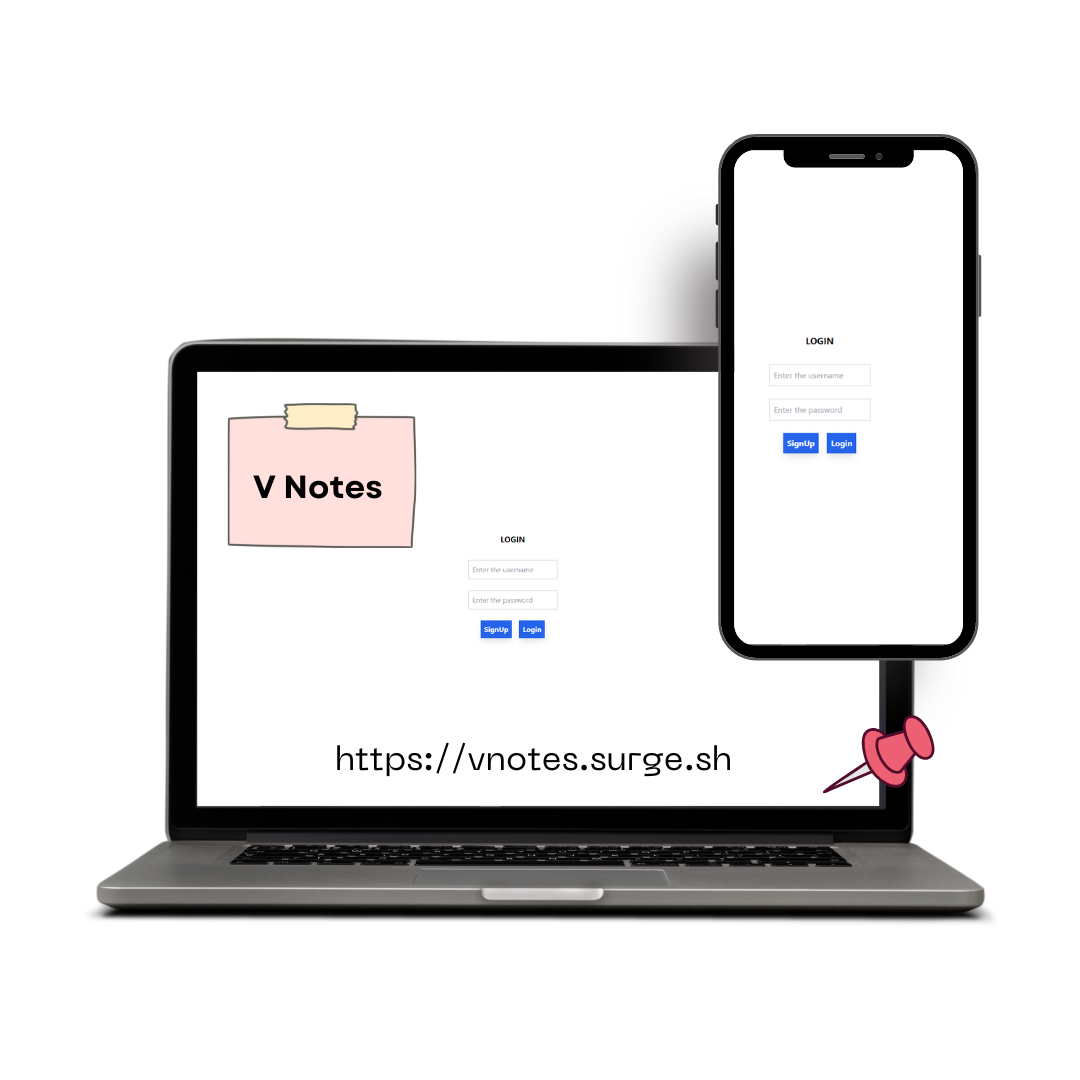 LOGIN
Enter the username
Enter the password
SignUp Login
V Notes
LOGIN
Enter the username
Enter the password
SignUp Login
https://vnotes.surge.sh